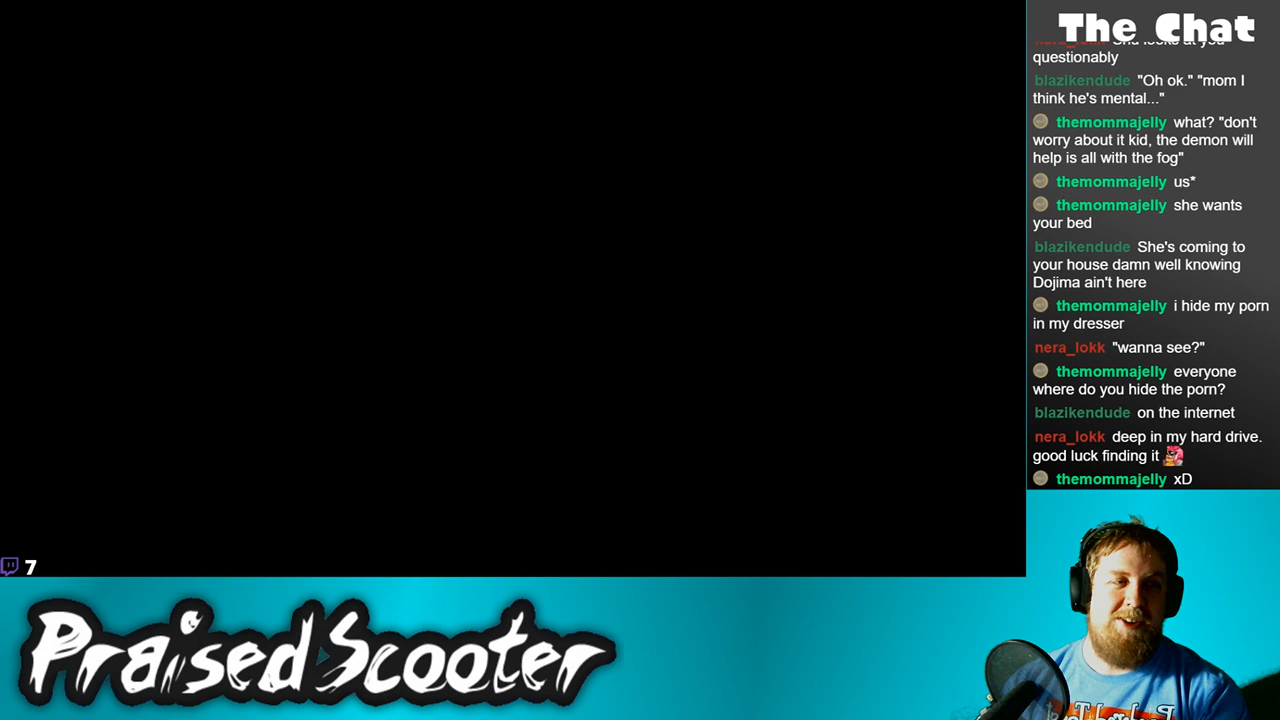 The Chat
questionably
blazikendude "Oh ok." "mom I
think he's mental..."
themommajelly what? "don't
worry about it kid, the demon will
help is all with the fog"
themommajelly us*
themommajelly she wants
your bed
blazikendude She's coming to
your house damn well knowing
Dojima ain't here
themommajelly i hide my porn
in my dresser
nera_lokk "wanna see?"
themommajelly everyone
where do you hide the porn?
blazikendude on the internet
nera_lokk deep in my hard drive.
good luck finding it
themommajelly xD
7
PraisedScooter